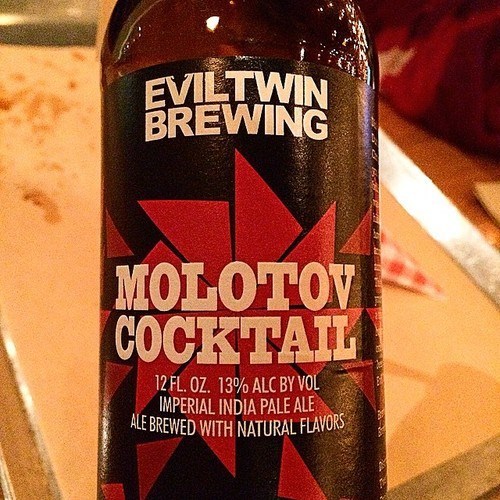 EVILTWIN
BREWING
MOLOTOV
COCKTAIL
12 FL. OZ. 13% ALC BY VOL
IMPERIAL INDIA PALE ALE
ALE BREWED WITH NATURAL FLAVORS